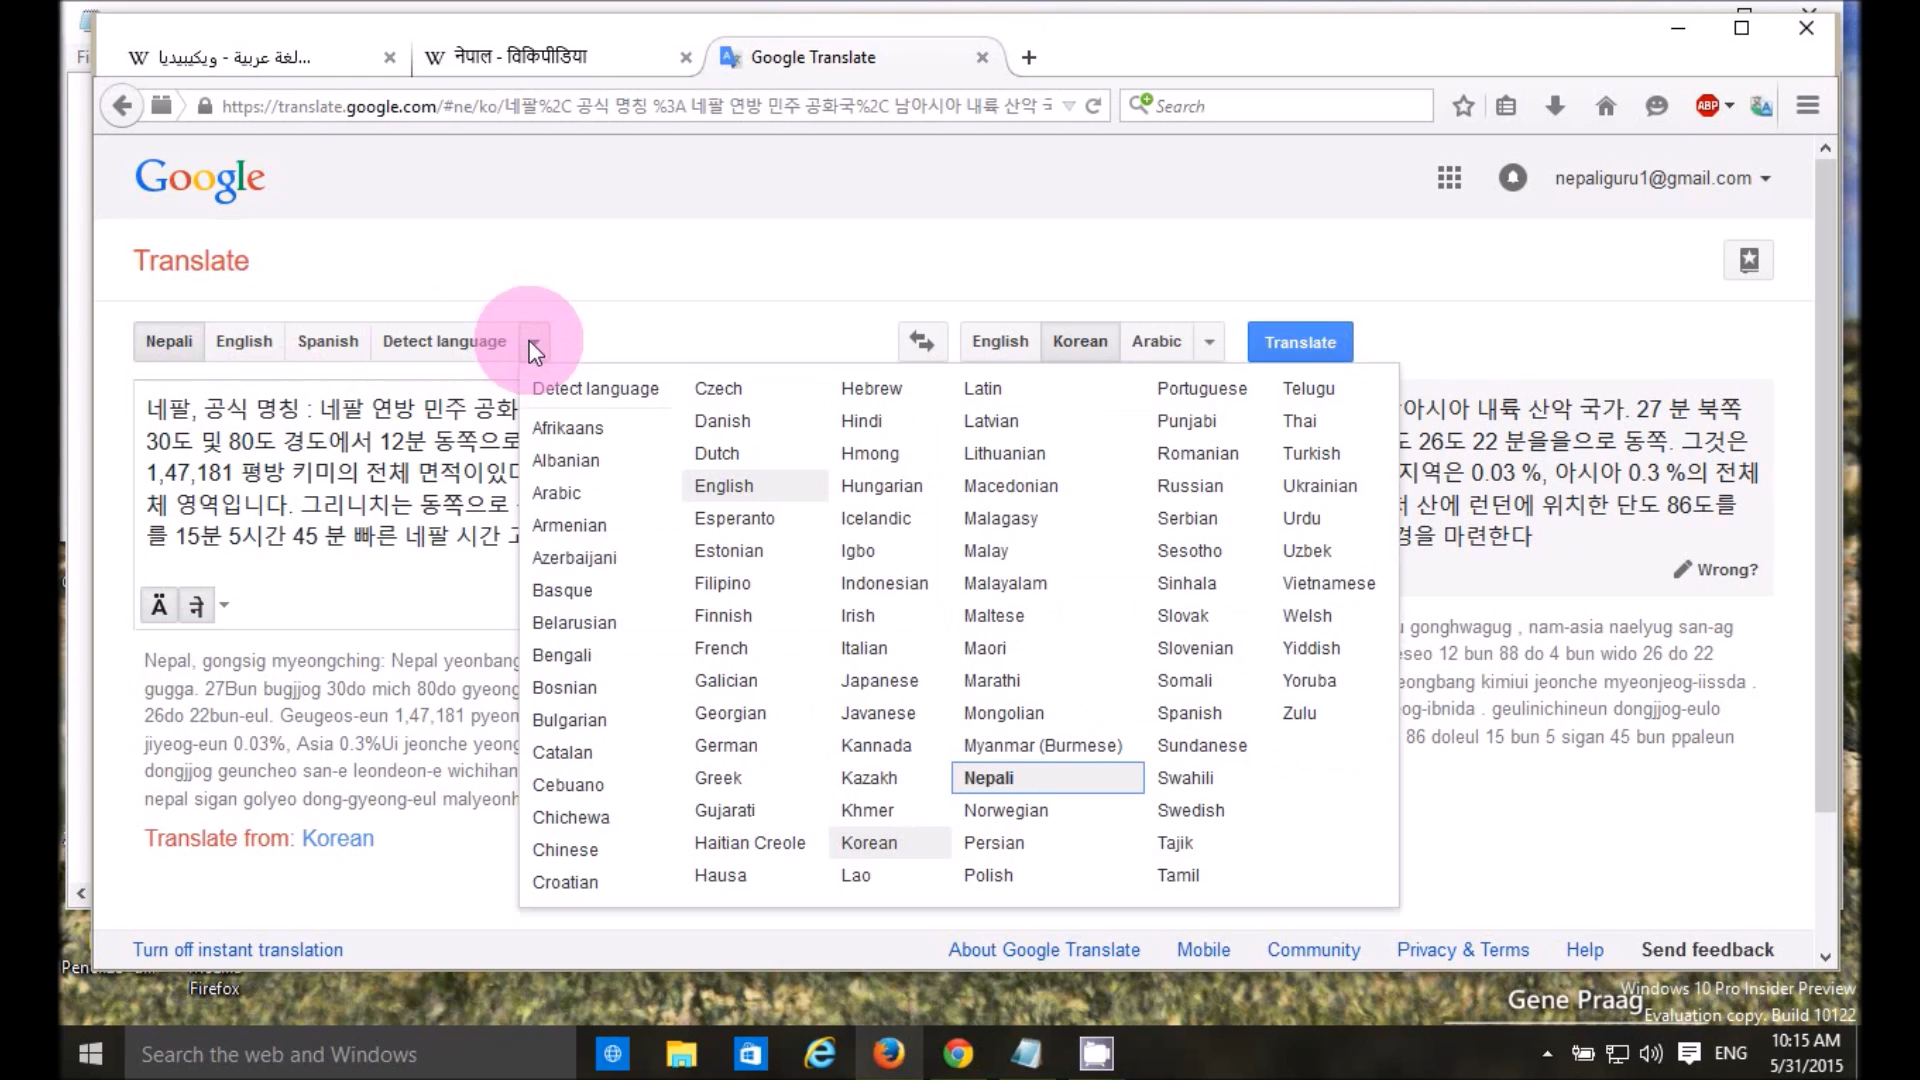 لغة عربية - ويكيبيديا...
नेपाल - विकिपीडिया
Google Translate
https://translate.google.com/#ne/ko/네팔%2C 공식 명칭 %3A 네팔 연방 민주 공화국%2C 남아시아 내륙 산악
Search
ABP
Google
nepaliguru1@gmail.com
Translate
Nepali English Spanish Detect language
English Korean Arabic Translate
네팔, 공식 명칭 : 네팔 연방 민주 공화
30도 및 80도 경도에서 12분 동쪽으로
1,47,181 평방 키미의 전체 면적이있다
체 영역입니다. 그리니치는 동쪽으로
를 15분 5시간 45 분 빠른 네팔 시간
Ä ने
Nepal, gongsig myeongching: Nepal yeonbang
gugga. 27Bun bugjjog 30do mich 80do gyeong
26do 22bun-eul. Geugeos-eun 1,47,181 pyeon
jiyeog-eun 0.03%, Asia 0.3%Ui jeonche yeong
dongjjog geuncheo san-e leondeon-e wichihan
nepal sigan golyeo dong-gyeong-eul malyeonh
Translate from: Korean
Detect language
Afrikaans
Albanian
Arabic
Armenian
Azerbaijani
Basque
Belarusian
Bengali
Bosnian
Bulgarian
Catalan
Cebuano
Chichewa
Chinese
Croatian
Czech
Danish
Dutch
English
Esperanto
Estonian
Filipino
Finnish
French
Galician
Georgian
German
Greek
Gujarati
Haitian Creole
Hausa
Hebrew
Hindi
Hmong
Hungarian
Icelandic
Igbo
Indonesian
Irish
Italian
Japanese
Javanese
Kannada
Kazakh
Khmer
Korean
Lao
Latin
Latvian
Lithuanian
Macedonian
Malagasy
Malay
Malayalam
Maltese
Maori
Marathi
Mongolian
Myanmar (Burmese)
Nepali
Norwegian
Persian
Polish
Portuguese
Punjabi
Romanian
Russian
Serbian
Sesotho
Sinhala
Slovak
Slovenian
Somali
Spanish
Sundanese
Swahili
Swedish
Tajik
Tamil
Telugu
Thai
Turkish
Ukrainian
Urdu
Uzbek
Vietnamese
Welsh
Yiddish
Yoruba
Zulu
아시아 내륙 산악 국가. 27 분 북쪽
26도 22 분을을으로 동쪽. 그것은
지역은 0.03 %, 아시아 0.3 %의 전체
산에 런던에 위치한 단도 86도를
경을 마련한다
Wrong?
gonghwagug , nam-asia naelyug san-ag
seo 12 bun 88 do 4 bun wido 26 do 22
eongbang kimiui jeonche myeonjeog-iissda .
og-ibnida . geulinichineun dongjjog-eulo
86 doleul 15 bun 5 sigan 45 bun ppaleun
Turn off instant translation
About Google Translate Mobile Community Privacy & Terms Help Send feedback
Firefox
Gene Praag
Windows 10 Pro Insider Preview
Evaluation copy. Build 10122
Search the web and Windows
ENG
10:15 AM
5/31/2015